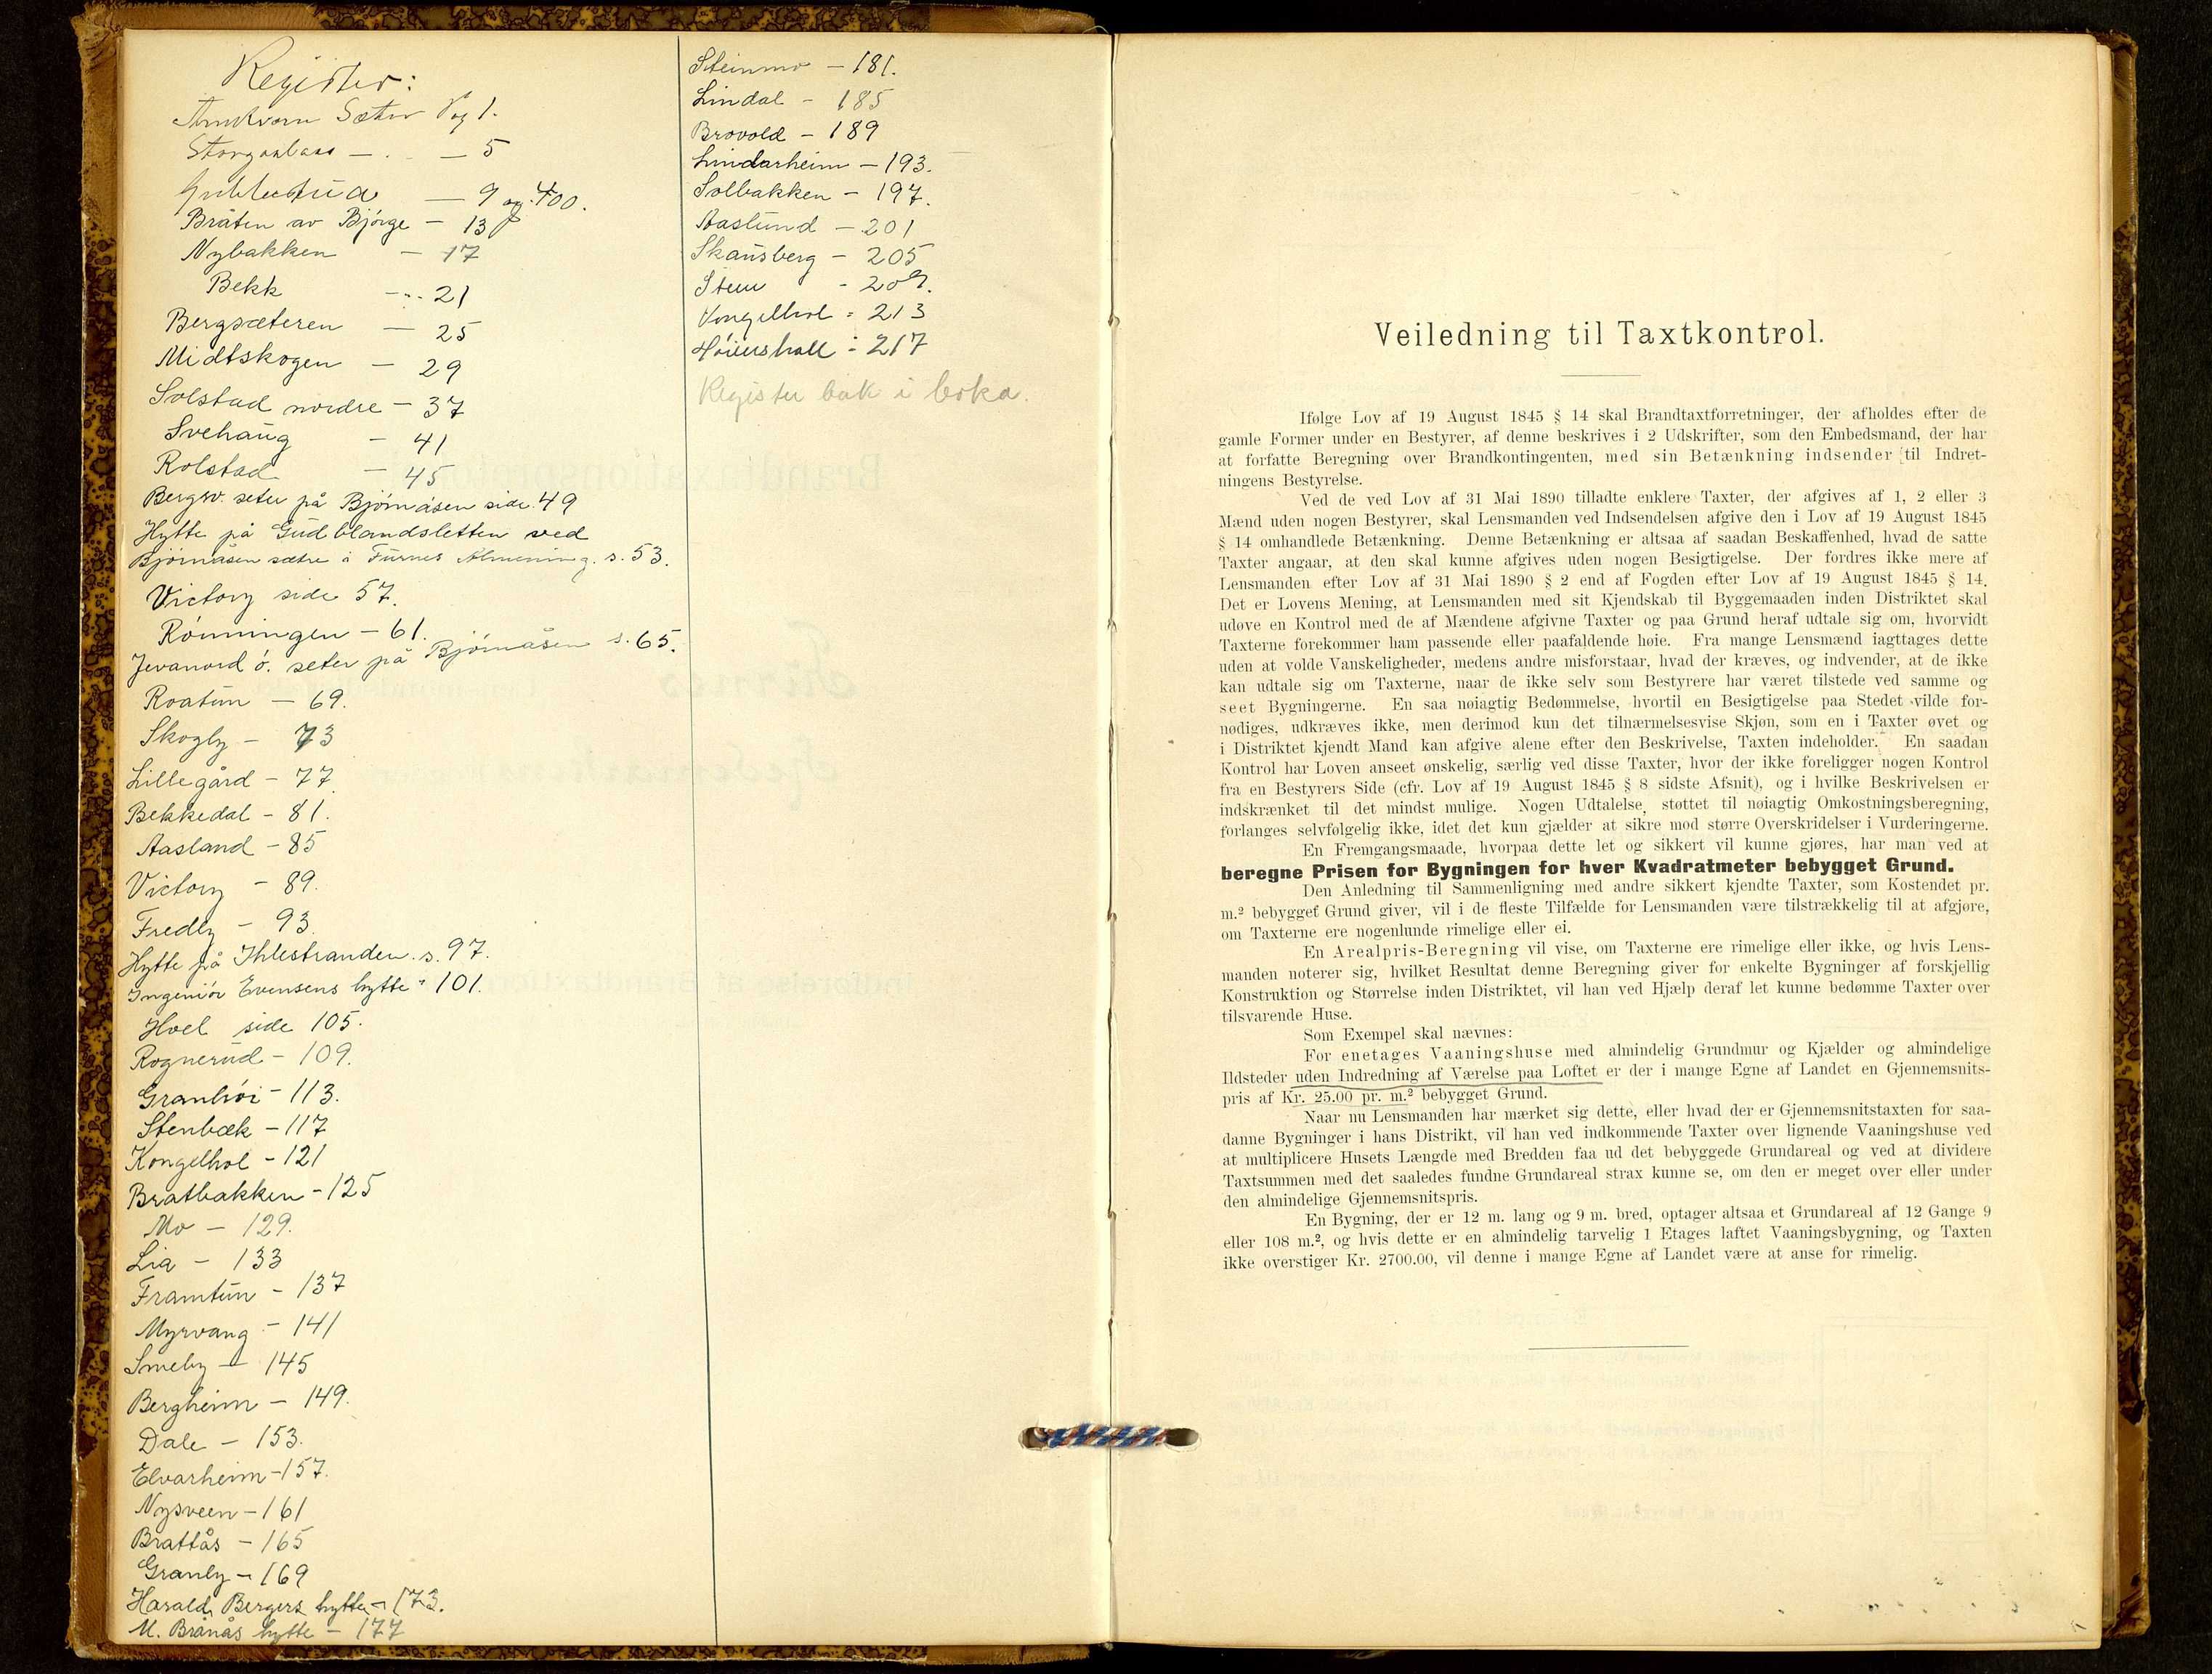 Register:
Sæter Pag 1.
— . — 5
— 9 og 400.
Bråten av Bjørge — 13
Nybakken — 17
Bekk — 21
Bergsæteren — 25
Midtskogen — 29
Solstad nordre — 37
Svehaug — 41
Rolstad — 45
Bergsv. seter på Bjørnåsen side 49
Hytte på Gudblandsletten ved
Bjørnåsen sætre i Furnes Almening. s. 53.
Victory side 57.
Rønningen — 61.
Jevanord ø. seter på Bjørnåsen s. 65.
Roatun — 69.
Skogly — 73
Lillegård — 77.
Bekkedal — 81.
Aasland — 85
Victory — 89.
Fredly — 93.
Hytte på Ihlestranden. s. 97.
Ingeniør Evensens hytte " 101.
Hoel side 105.
Rognerud — 109.
Granhøi — 113.
Stenbæk — 117
Kongelhol — 121
Bratbakken — 125
Mo — 129.
Lia — 133
Framtun — 137
Myrvang — 141
Smeby — 145
Bergheim — 149.
Dale — 153.
Elvarheim — 157.
Nysveen — 161
Brattås — 165
Granly — 169
Harald Bergers hytte — 173.
M. Brånås hytte — 177
Steinmo — 181.
Lindal — 185
Brovold — 189
Lindarheim — 193.
Solbakken — 197.
Aaslund — 201
Skausberg — 205
— 209.
Kongelhol = 213
217
Register bak i boka.
Veiledning til Taxtkontrol.
Ifølge Lov af 19 August 1845 § 14 skal Brandtaxtforretninger, der afholdes efter de
gamle Former under en Bestyrer, af denne beskrives i 2 Udskrifter, som den Embedsmand, der har
at forfatte Beregning over Brandkontingenten, med sin Betænkning indsender til Indret-
ningens Bestyrelse.
Ved de ved Lov af 31 Mai 1890 tilladte enklere Taxter, der afgives af 1, 2 eller 3
Mænd uden nogen Bestyrer, skal Lensmanden ved Indsendelsen afgive den i Lov af 19 August 1845
§ 14 omhandlede Betænkning. Denne Betænkning er altsaa af saadan Beskaffenhed, hvad de satte
Taxter angaar, at den skal kunne afgives uden nogen Besigtigelse. Der fordres ikke mere af
Lensmanden efter Lov af 31 Mai 1890 § 2 end af Fogden efter Lov af 19 August 1845 § 14.
Det er Lovens Mening, at Lensmanden med sit Kjendskab til Byggemaaden inden Distriktet skal
udøve en Kontrol med de af Mændene afgivne Taxter og paa Grund heraf udtale sig om, hvorvidt
Taxterne forekommer ham passende eller paafaldende høie. Fra mange Lensmænd iagttages dette
uden at volde Vanskeligheder, medens andre misforstaar, hvad der kræves, og indvender, at de ikke
kan udtale sig om Taxterne, naar de ikke selv som Bestyrere har været tilstede ved samme og
seet Bygningerne. En saa nøiagtig Bedømmelse, hvortil en Besigtigelse paa Stedet vilde for-
nødiges, udkræves ikke, men derimod kun det tilnærmelsesvise Skjøn, som en i Taxter øvet og
i Distriktet kjendt Mand kan afgive alene efter den Beskrivelse, Taxten indeholder. En saadan
Kontrol har Loven anseet ønskelig, særlig ved disse Taxter, hvor der ikke foreligger nogen Kontrol
fra en Bestyrers Side (cfr. Lov af 19 August 1845 § 8 sidste Afsnit), og i hvilke Beskrivelsen er
indskrænket til det mindst mulige. Nogen Udtalelse, støttet til nøiagtig Omkostningsberegning,
forlanges selvfølgelig ikke, idet det kun gjælder at sikre mod større Overskridelser i Vurderingerne.
En Fremgangsmaade, hvorpaa dette let og sikkert vil kunne gjøres, har man ved at
beregne Prisen for Bygningen for hver Kvadratmeter bebygget Grund.
Den Anledning til Sammenligning med andre sikkert kjendte Taxter, som Kostendet pr.
m.² bebygget Grund giver, vil i de fleste Tilfælde for Lensmanden være tilstrækkelig til at afgjøre,
om Taxterne ere nogenlunde rimelige eller ei.
En Arealpris-Beregning vil vise, om Taxterne ere rimelige eller ikke, og hvis Lens-
manden noterer sig, hvilket Resultat denne Beregning giver for enkelte Bygninger af forskjellig
Konstruktion og Størrelse inden Distriktet, vil han ved Hjælp deraf let kunne bedømme Taxter over
tilsvarende Huse.
Som Exempel skal nævnes:
For enetages Vaaningshuse med almindelig Grundmur og Kjælder og almindelige
Ildsteder uden Indredning af Værelse paa Loftet er der i mange Egne af Landet en Gjennemsnits-
pris af Kr. 25.00 pr. m.² bebygget Grund.
Naar nu Lensmanden har mærket sig dette, eller hvad der er Gjennemsnitstaxten for saa-
danne Bygninger i hans Distrikt, vil han ved indkommende Taxter over lignende Vaaningshuse ved
at multiplicere Husets Længde med Bredden faa ud det bebyggede Grundareal og ved at dividere
Taxtsummen med det saaledes fundne Grundareal strax kunne se, om den er meget over eller under
den almindelige Gjennemsnitspris.
En Bygning, der er 12 m. lang og 9 m. bred, optager altsaa et Grundareal af 12 Gange 9
eller 108 m.², og hvis dette er en almindelig tarvelig 1 Etages laftet Vaaningsbygning, og Taxten
ikke overstiger Kr. 2700.00, vil denne i mange Egne af Landet være at anse for rimelig.